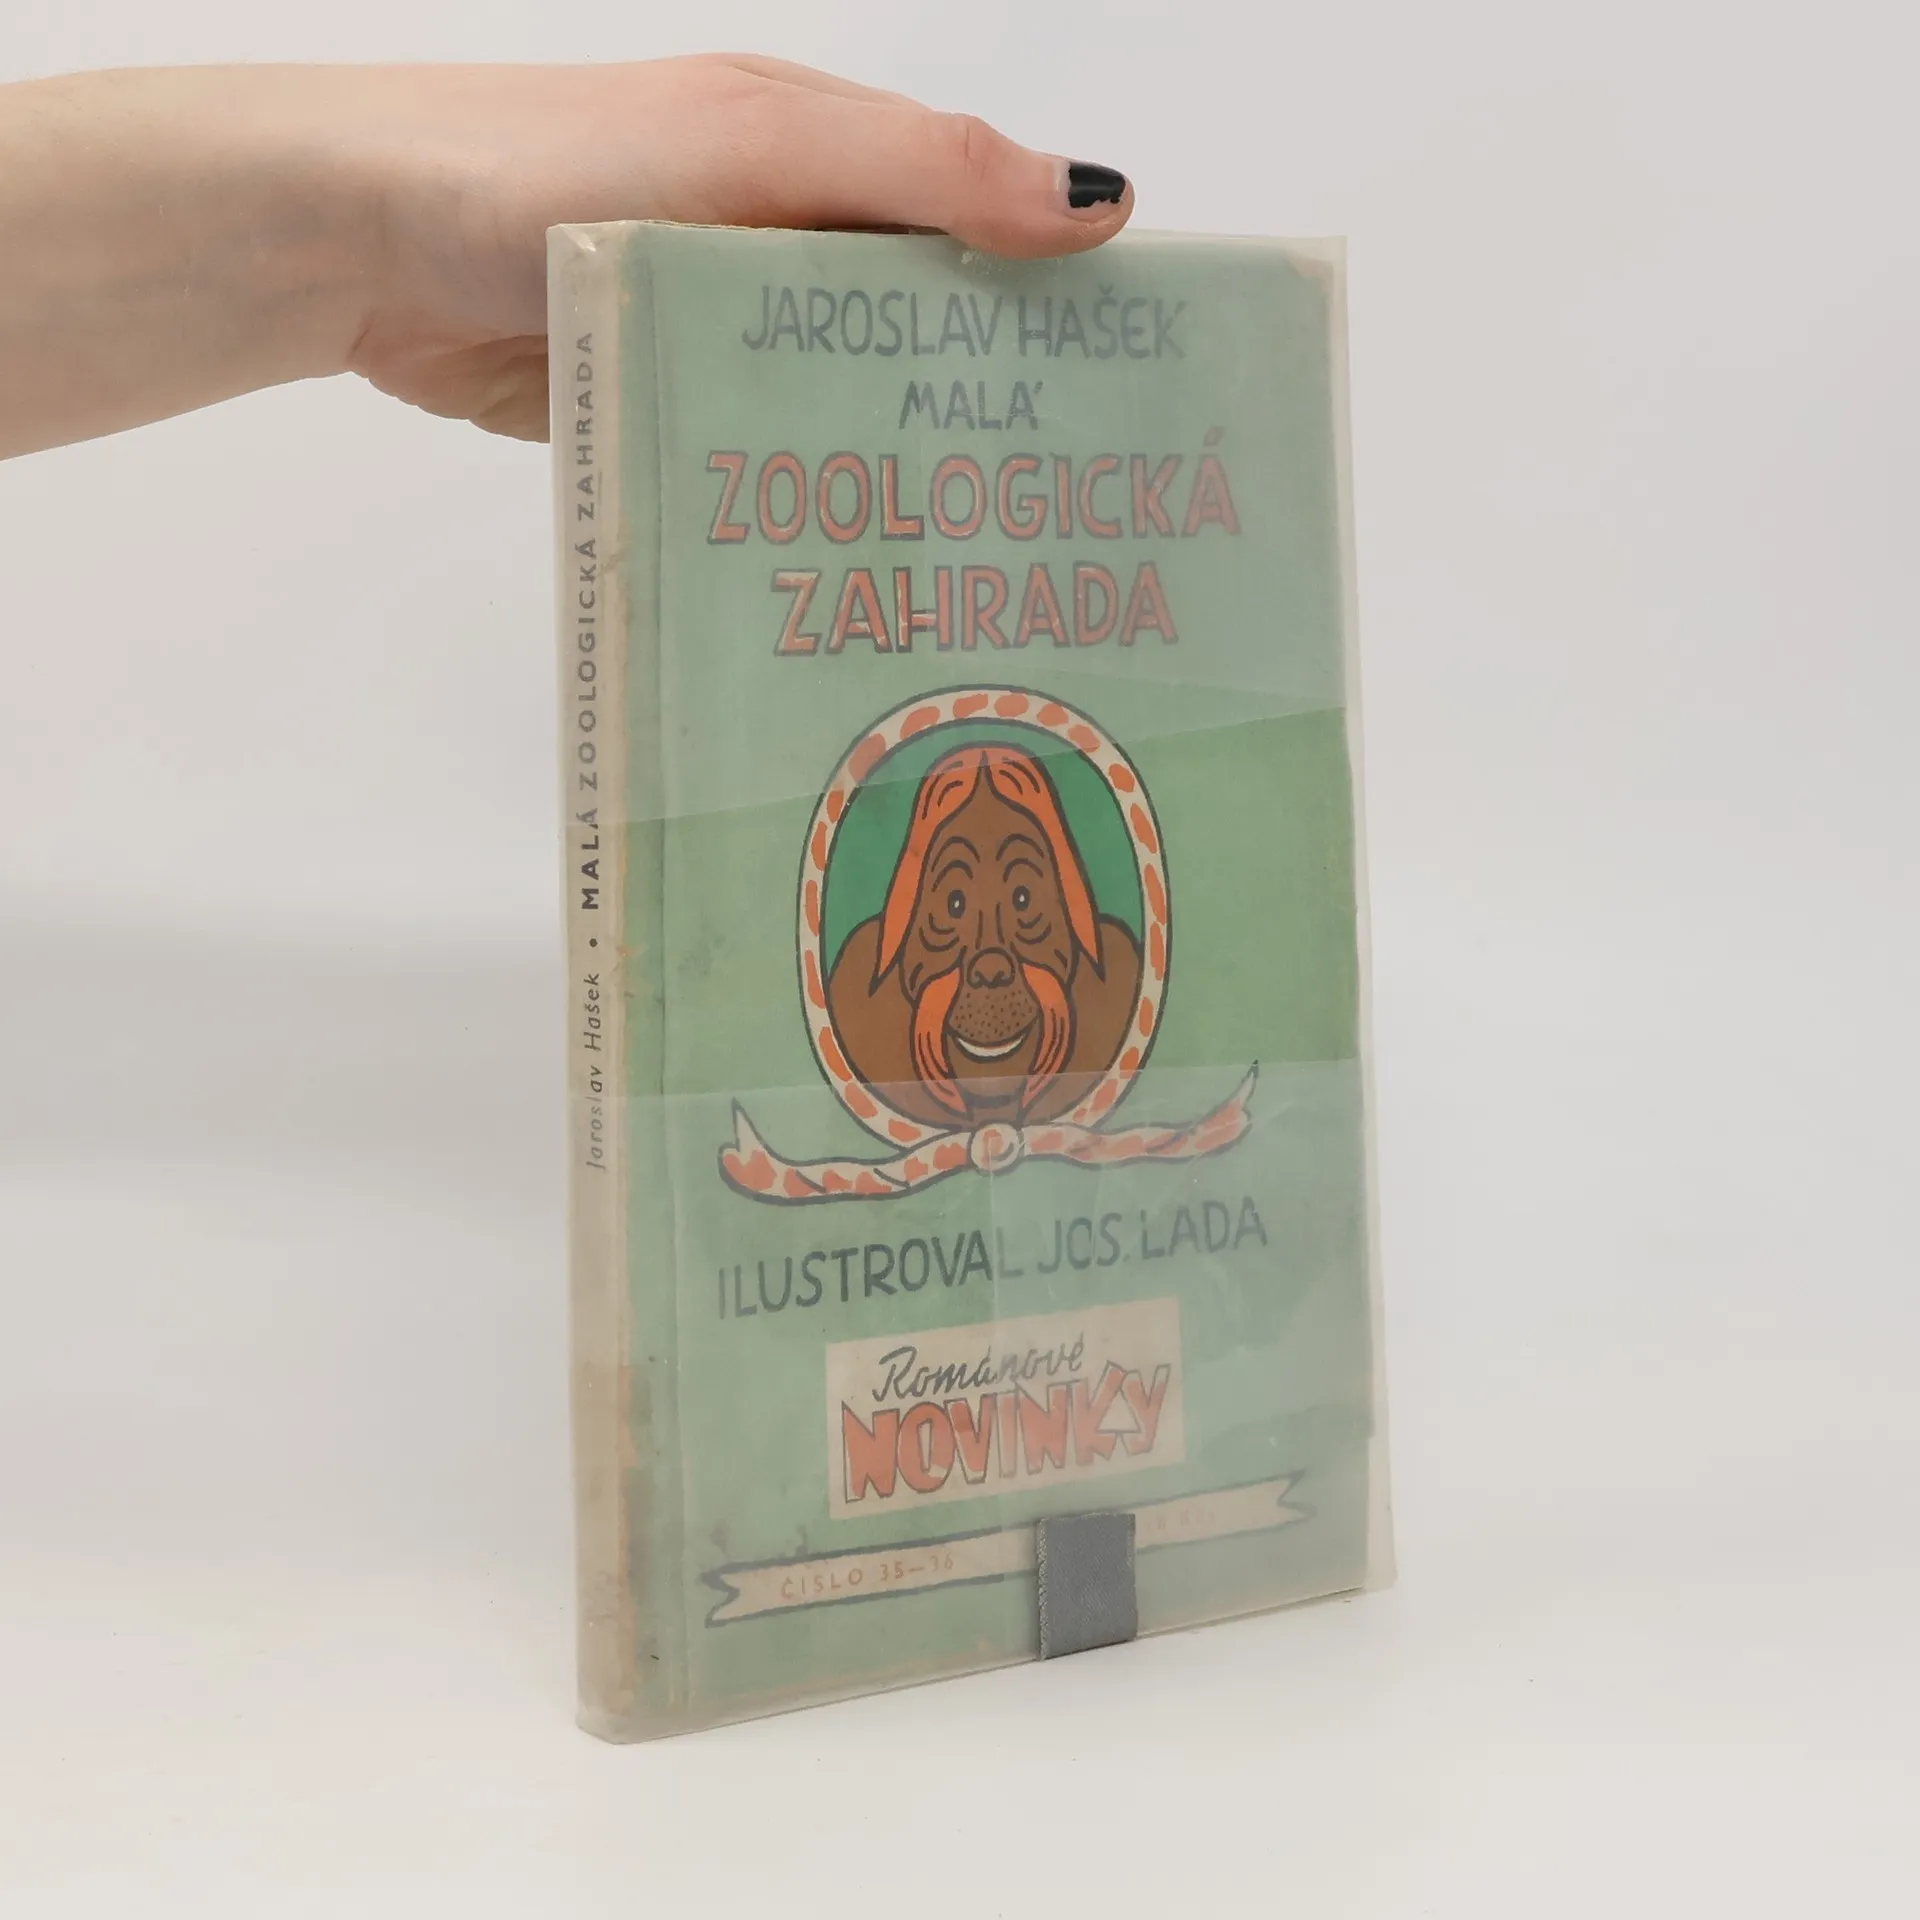 JAROSLAV HAŠEK
MALÁ
ZOOLOGICKÁ
ZAHRADA
ILUSTROVAL JOS. LADA
Románové
NOVINKY
ČÍSLO 35—36
Jaroslav Hašek • MALÁ ZOOLOGICKÁ ZAHRADA